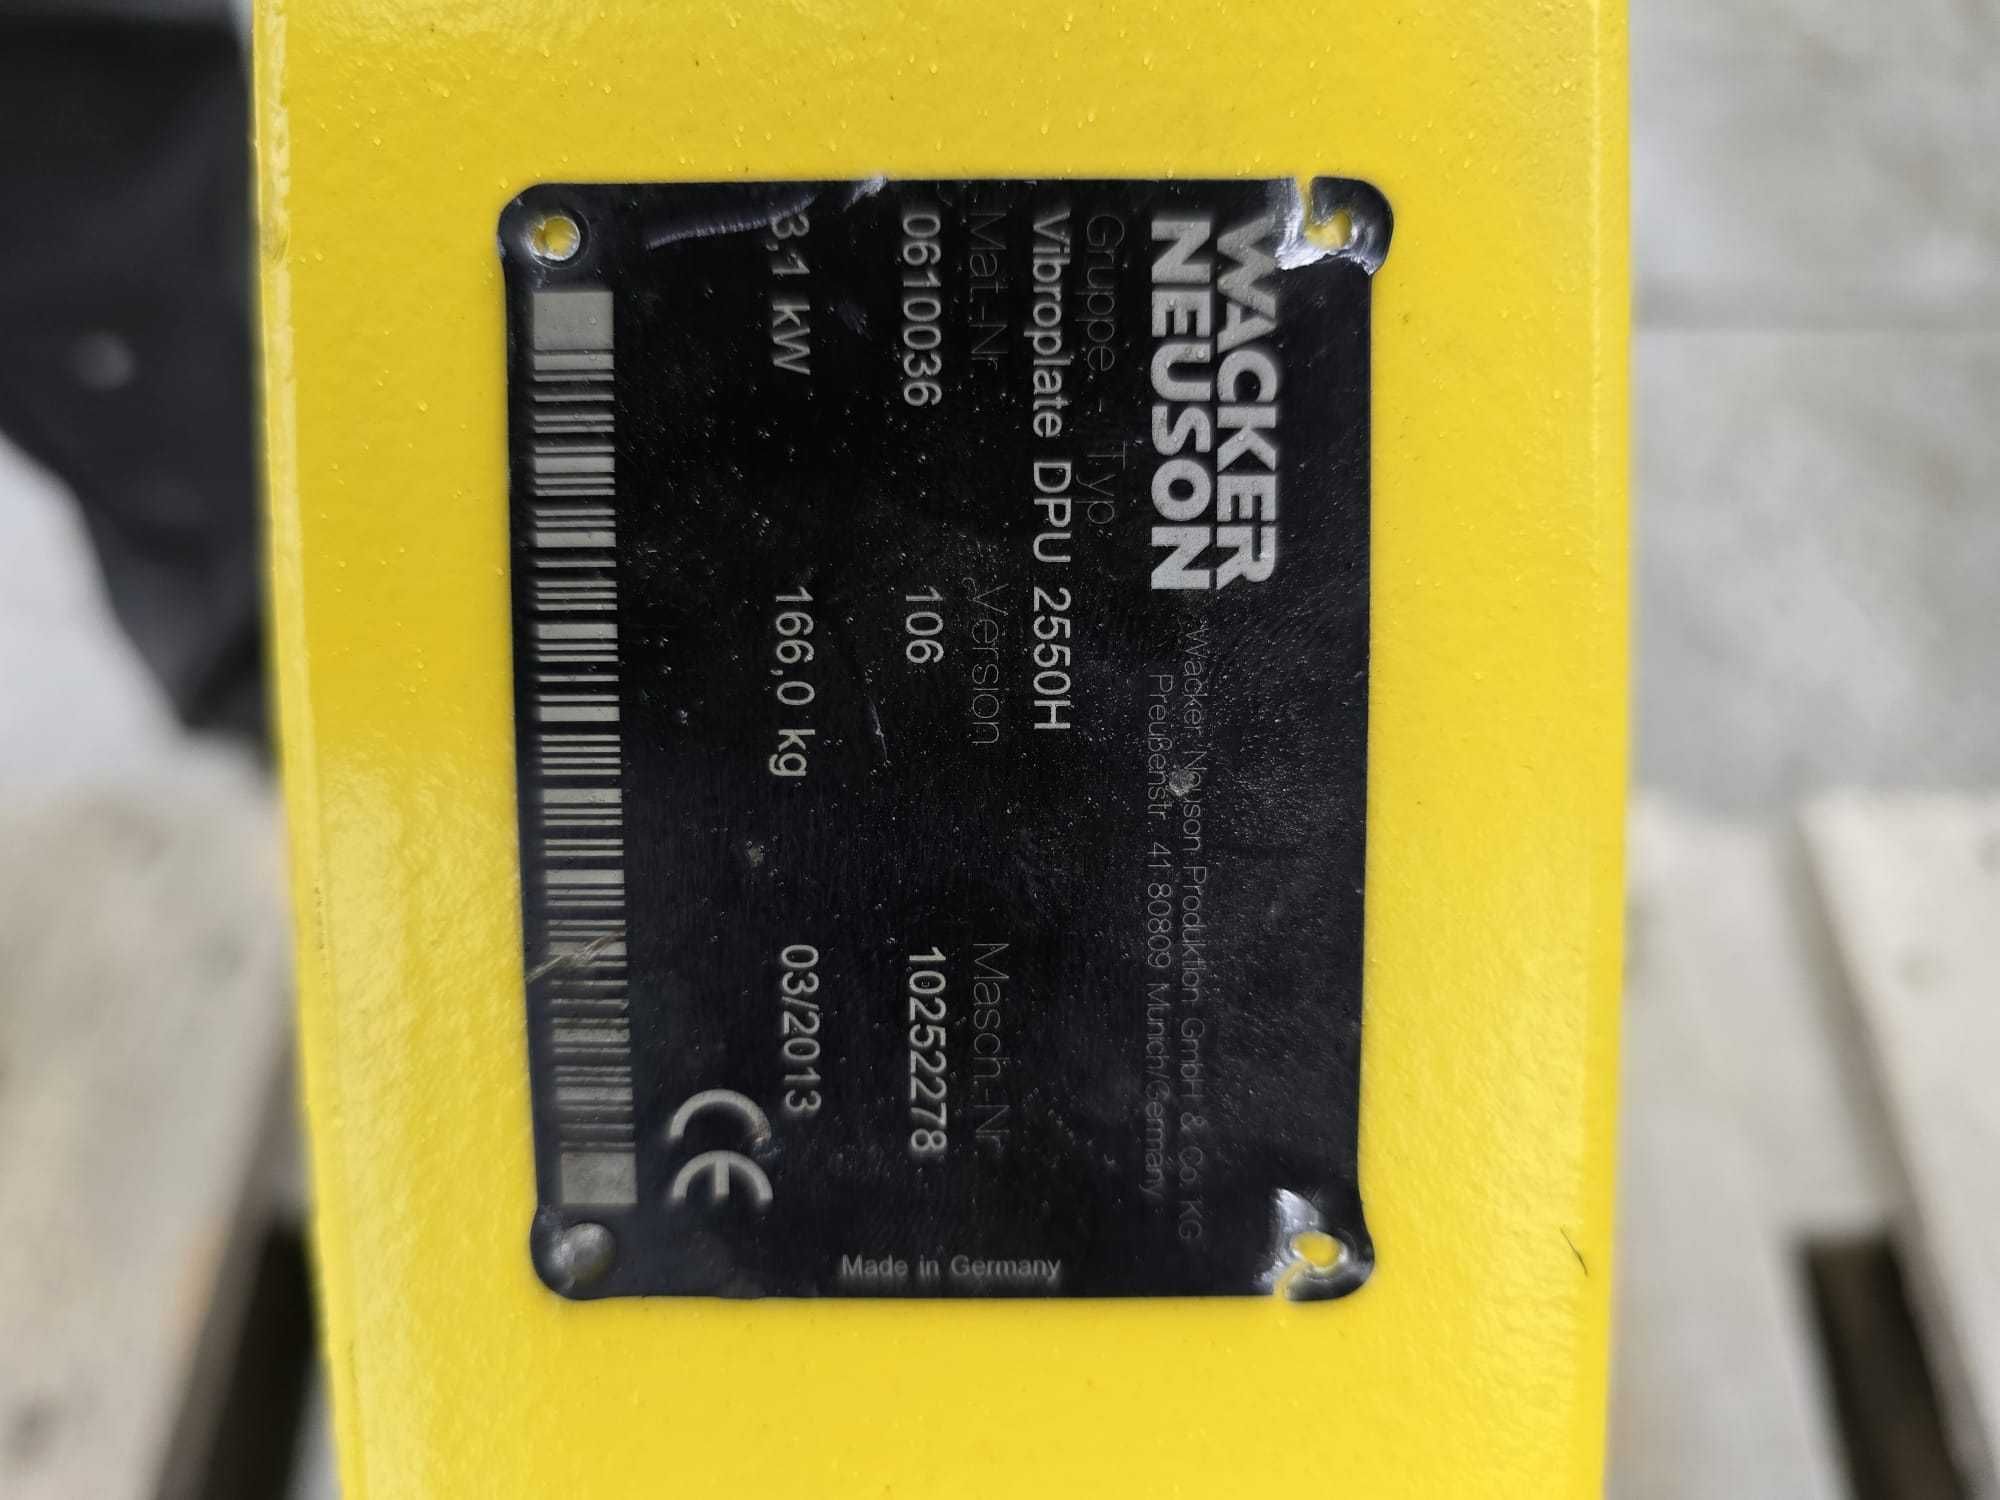 WACKER
NEUSON
Wacker Neuson Produktion GmbH & Co. KG
Preußenstr. 41 80809 Munich/Germany
Gruppe - Typ
Vibroplate DPU 2550H
Mat.-Nr. Version Masch.-Nr.
0610036 106 10252278
3,1 kW 166,0 kg 03/2013
CE
Made in Germany